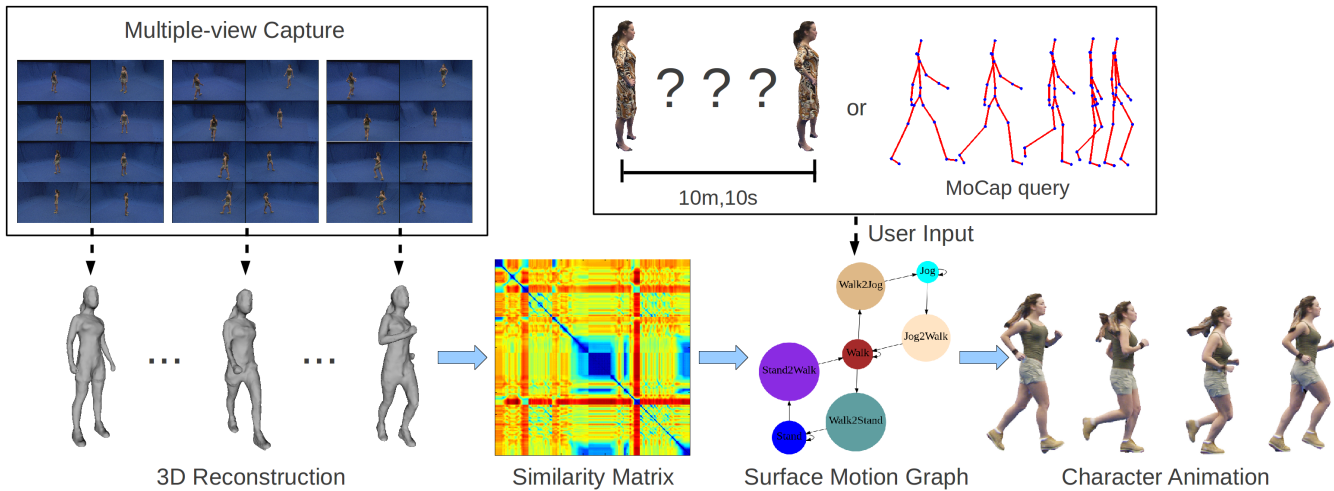 Multiple-view Capture
? ? ?
or
10m,10s
MoCap query
User Input
Walk2Jog
Jog
Jog2Walk
Walk
Stand2Walk
Walk2Stand
Stand
... ...
3D Reconstruction
Similarity Matrix
Surface Motion Graph
Character Animation